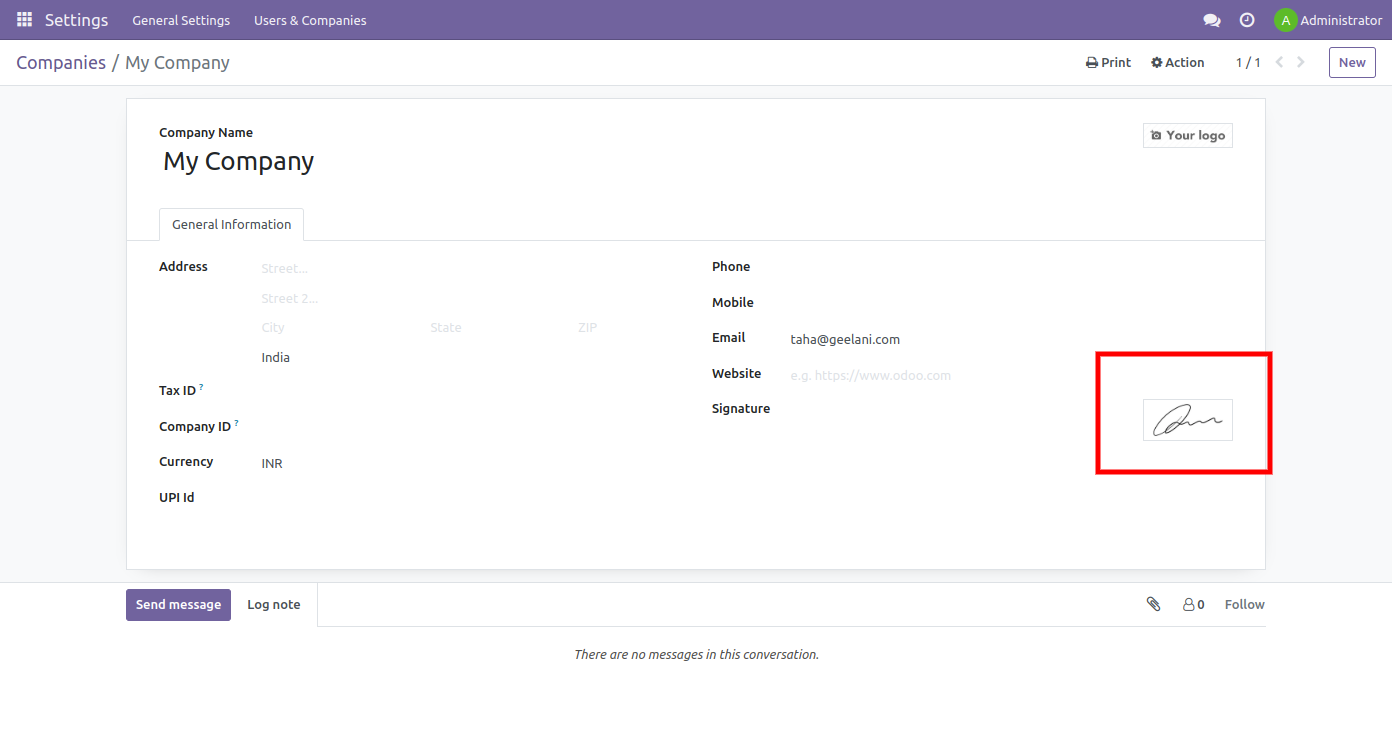 Settings General Settings Users & Companies A Administrator
Companies / My Company Print Action 1 / 1 New
Company Name
My Company
Your logo
General Information
Address Street...
Street 2...
City State ZIP
India
Tax ID ?
Company ID ?
Currency INR
UPI Id
Phone
Mobile
Email taha@geelani.com
Website e.g. https://www.odoo.com
Signature
Send message Log note 0 Follow
There are no messages in this conversation.